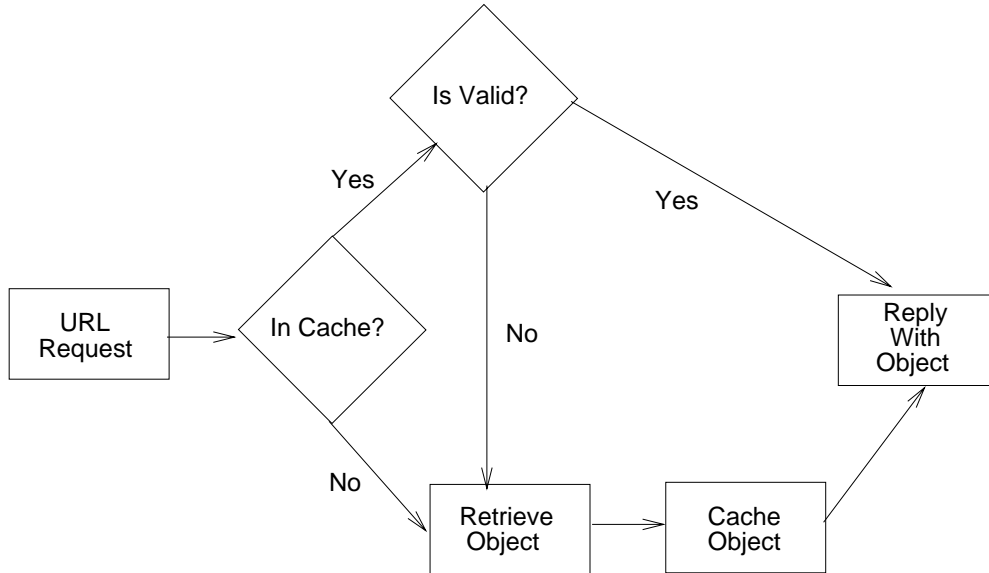 Is Valid?
Yes
Yes
URL
Request
In Cache?
No
Reply
With
Object
No
Retrieve
Object
Cache
Object